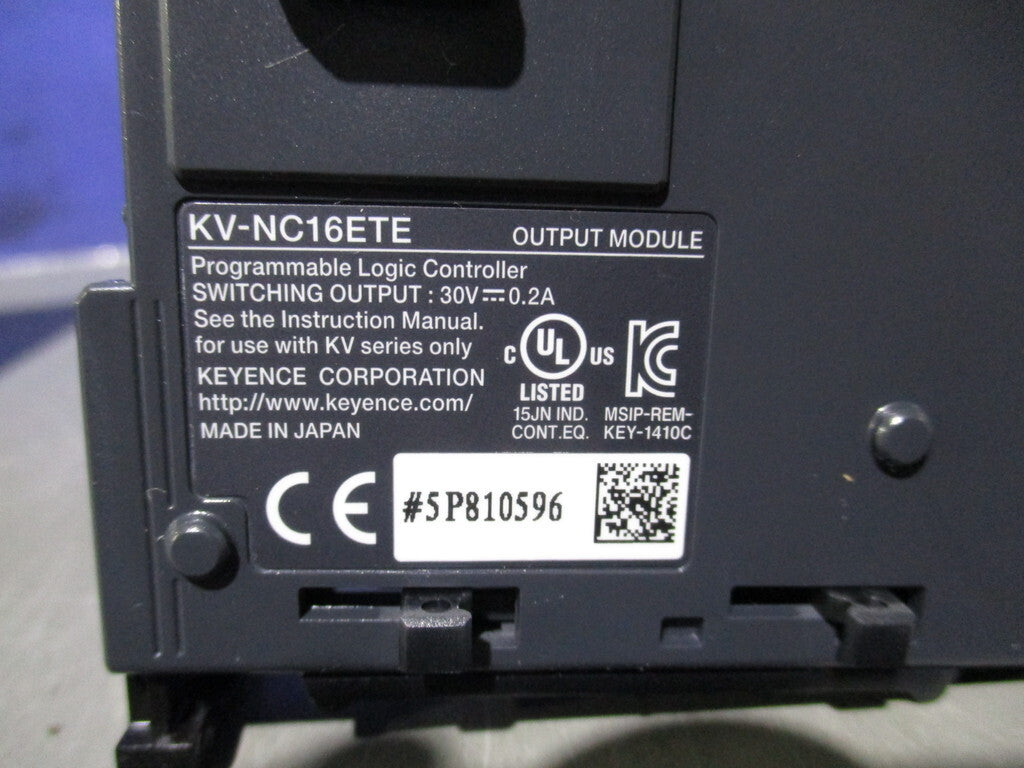 KV-NC16ETE OUTPUT MODULE
Programmable Logic Controller
SWITCHING OUTPUT : 30V⎓0.2A
See the Instruction Manual.
for use with KV series only
KEYENCE CORPORATION
http://www.keyence.com/
MADE IN JAPAN
C UL US
LISTED
15JN IND.
CONT.EQ.
KC
MSIP-REM-
KEY-1410C
CE
#5P810596